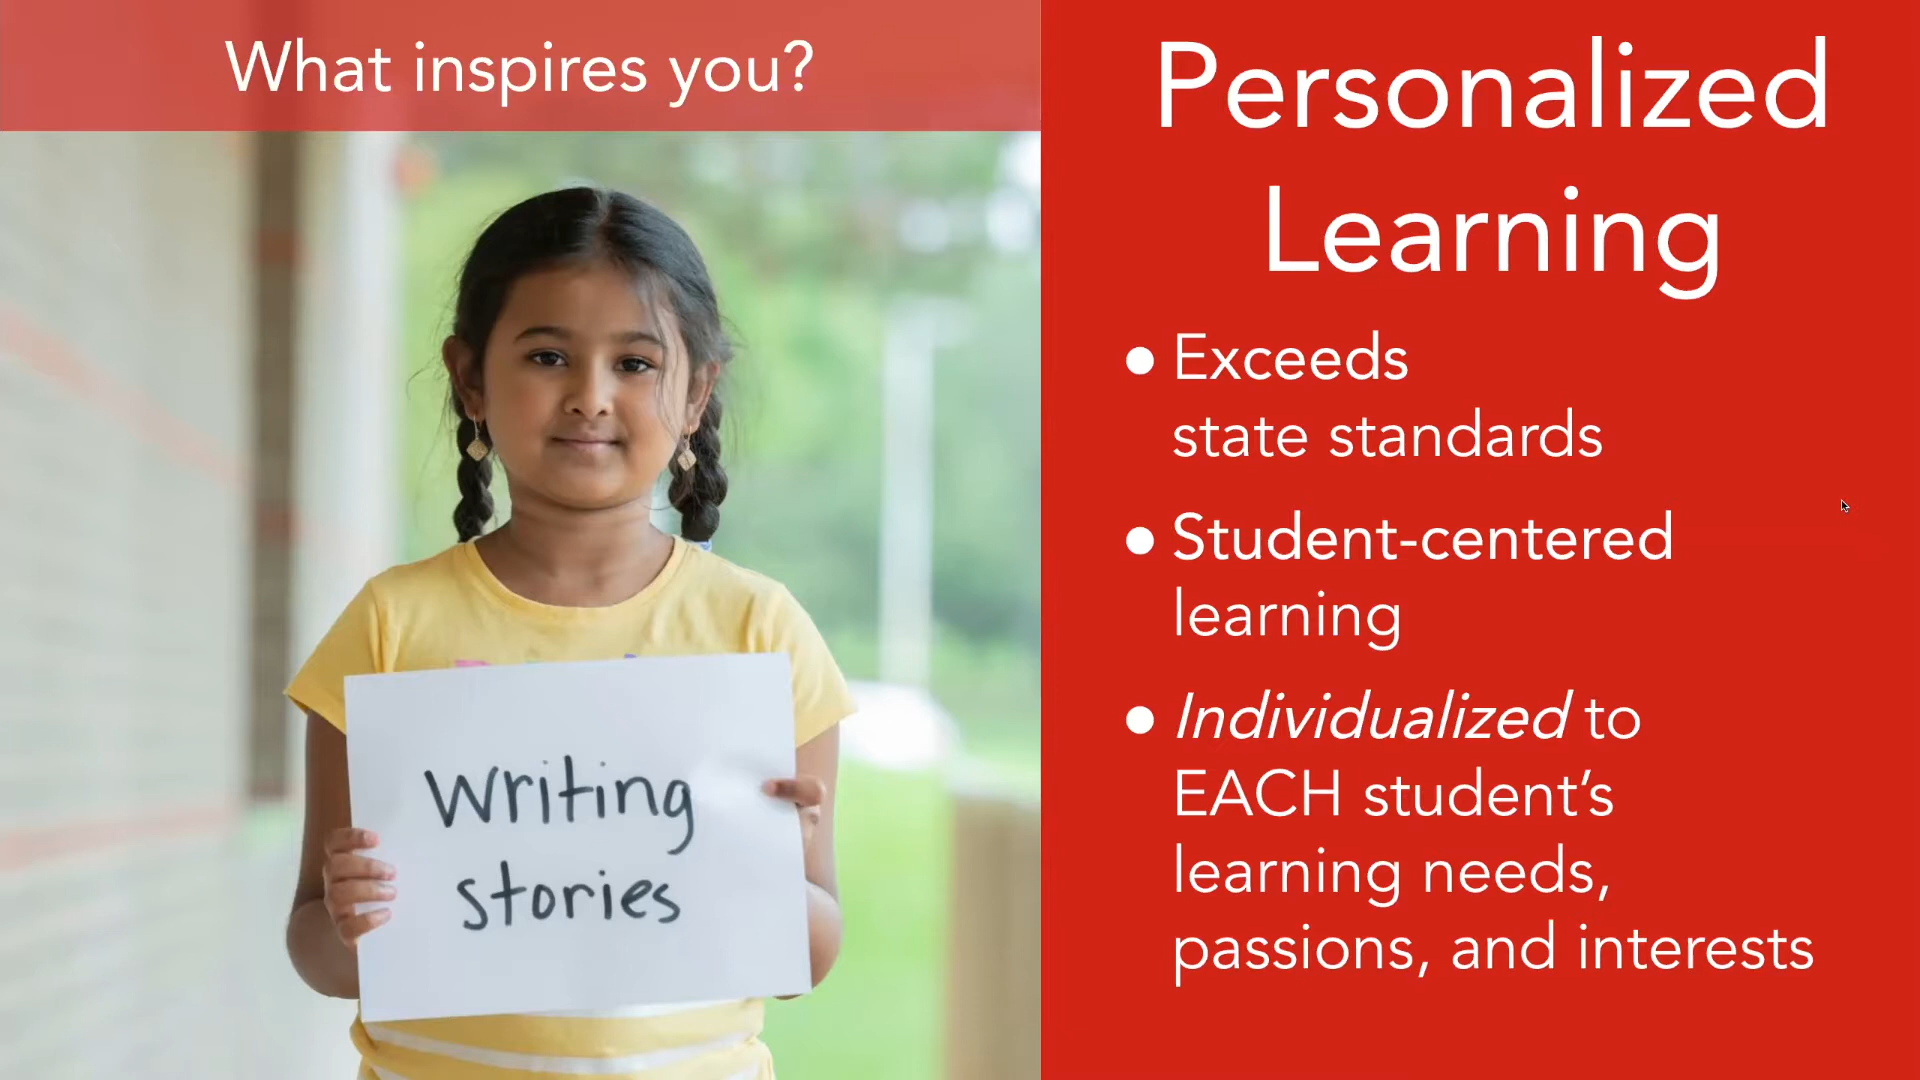 What inspires you?
Writing
stories
Personalized
Learning
● Exceeds
state standards
● Student-centered
learning
● Individualized to
EACH student’s
learning needs,
passions, and interests